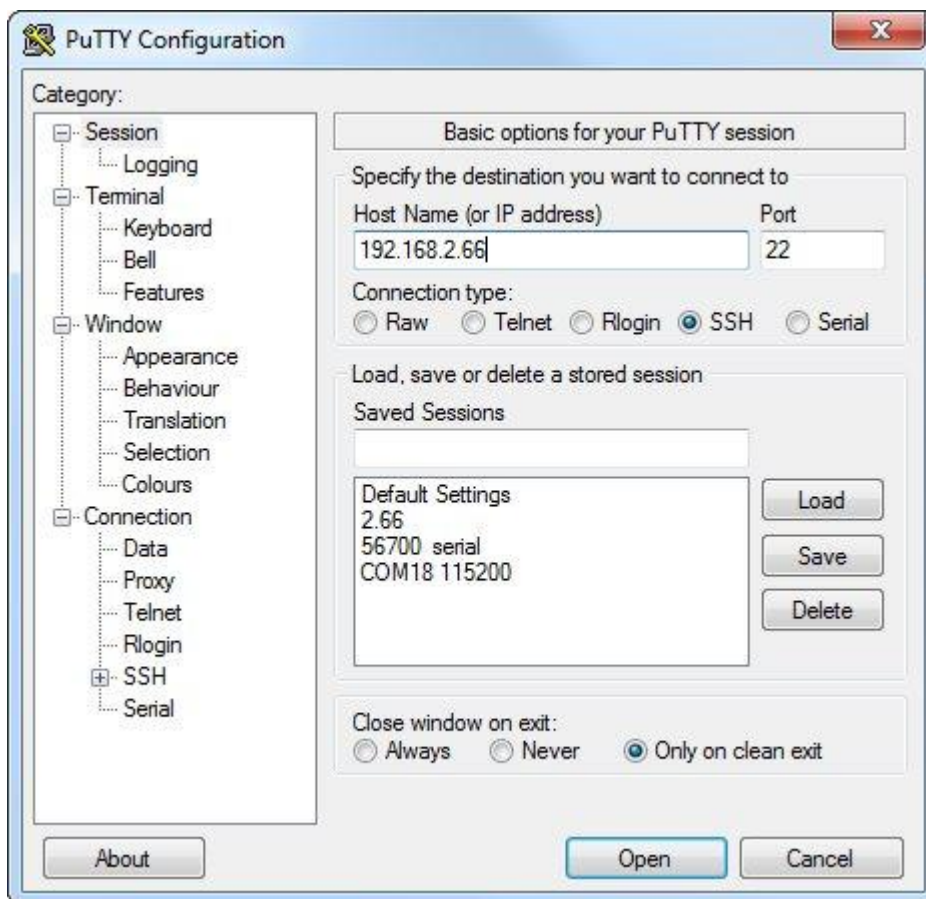 PuTTY Configuration
X
Category:
Session
Logging
Terminal
Keyboard
Bell
Features
Window
Appearance
Behaviour
Translation
Selection
Colours
Connection
Data
Proxy
Telnet
Rlogin
SSH
Serial
Basic options for your PuTTY session
Specify the destination you want to connect to
Host Name (or IP address) Port
192.168.2.66 22
Connection type:
Raw Telnet Rlogin SSH Serial
Load, save or delete a stored session
Saved Sessions
Default Settings
2.66
56700 serial
COM18 115200
Load
Save
Delete
Close window on exit:
Always Never Only on clean exit
About Open Cancel